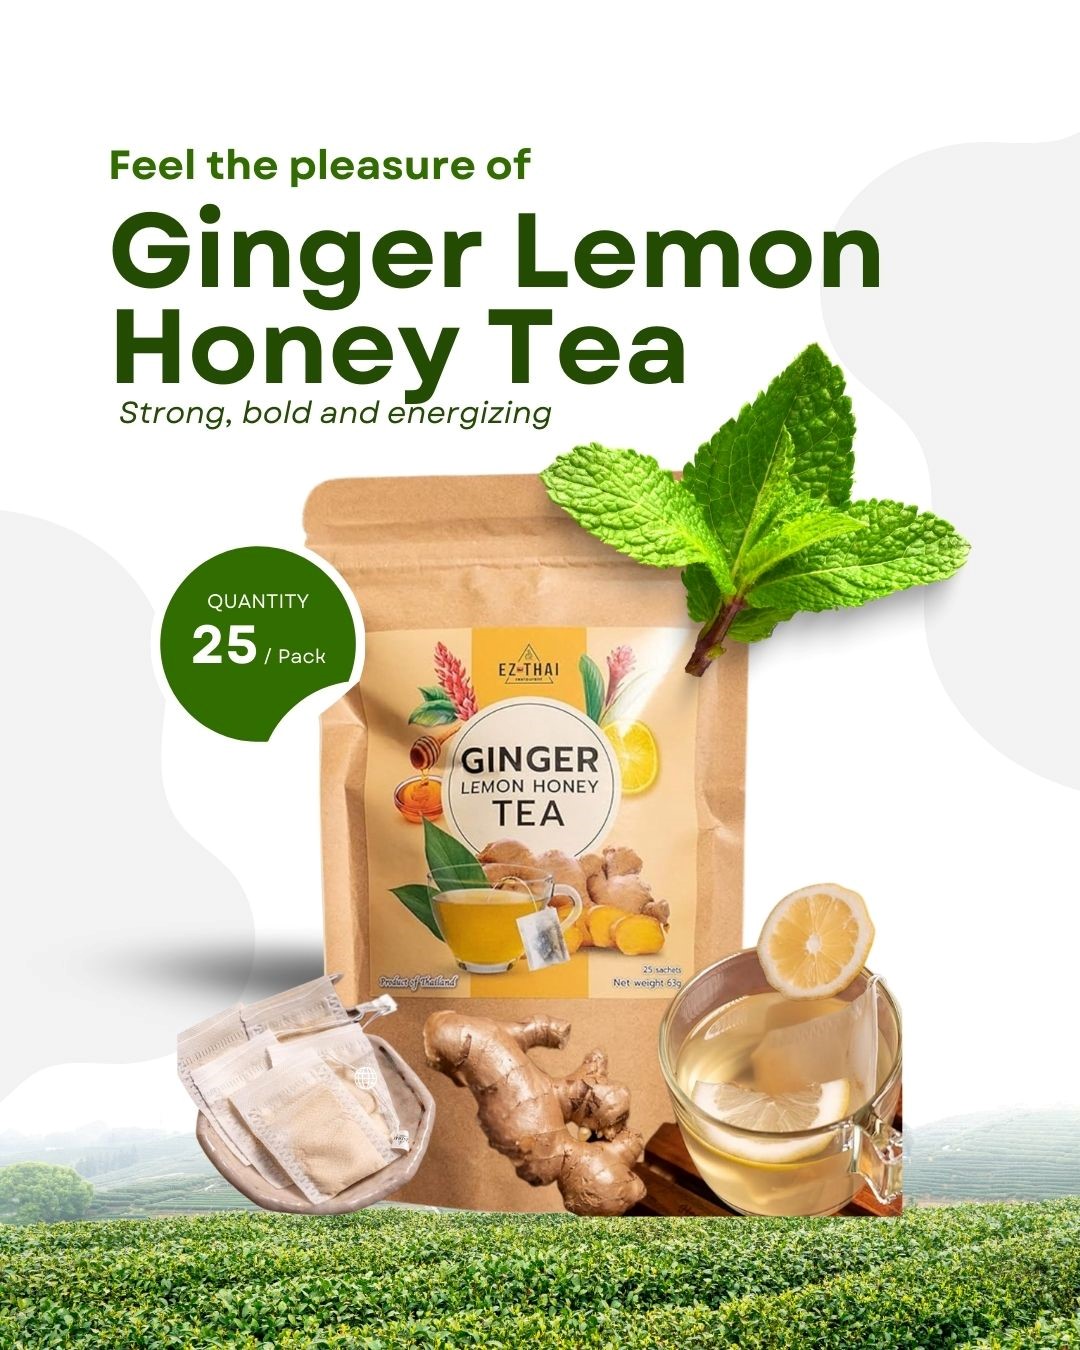 Feel the pleasure of
Ginger Lemon
Honey Tea
Strong, bold and energizing
QUANTITY
25 / Pack
EZ THAI
restaurant
GINGER
LEMON HONEY
TEA
25 sachets
Product of Thailand
Net weight 63g